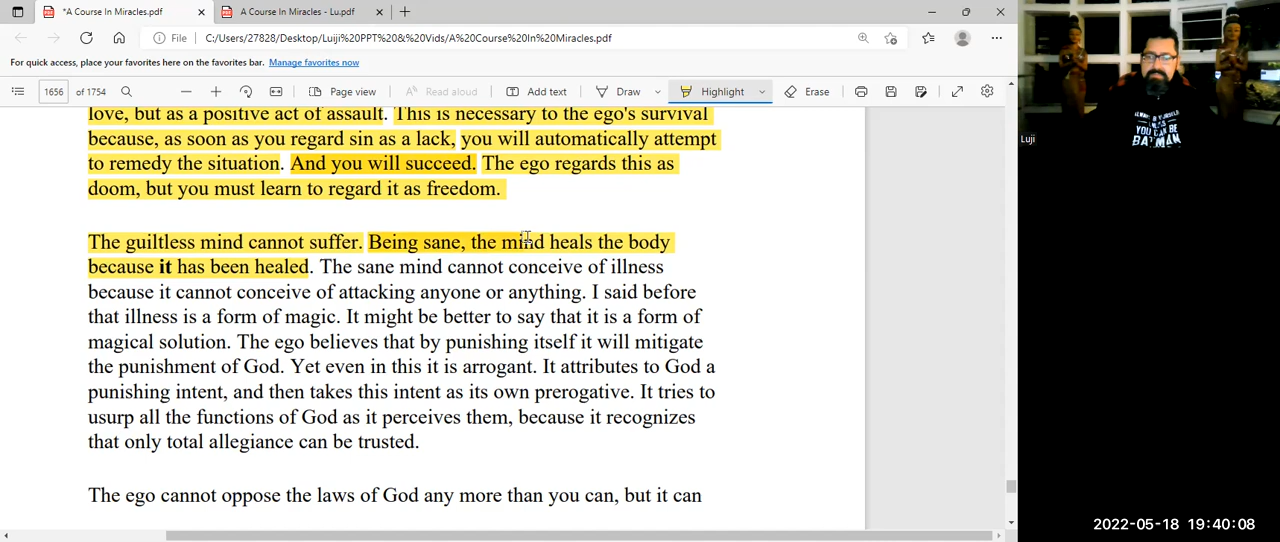 *A Course In Miracles.pdf
A Course In Miracles - Lu.pdf
File
C:/Users/27828/Desktop/Luiji%20PPT%20&%20Vids/A%20Course%20In%20Miracles.pdf
For quick access, place your favorites here on the favorites bar. Manage favorites now
1656 of 1754
Page view
Read aloud
Add text
Draw
Highlight
Erase
love, but as a positive act of assault. This is necessary to the ego's survival
because, as soon as you regard sin as a lack, you will automatically attempt
to remedy the situation. And you will succeed. The ego regards this as
doom, but you must learn to regard it as freedom.
The guiltless mind cannot suffer. Being sane, the mind heals the body
because it has been healed. The sane mind cannot conceive of illness
because it cannot conceive of attacking anyone or anything. I said before
that illness is a form of magic. It might be better to say that it is a form of
magical solution. The ego believes that by punishing itself it will mitigate
the punishment of God. Yet even in this it is arrogant. It attributes to God a
punishing intent, and then takes this intent as its own prerogative. It tries to
usurp all the functions of God as it perceives them, because it recognizes
that only total allegiance can be trusted.
The ego cannot oppose the laws of God any more than you can, but it can
Luji
YOU CAN BE
BATMAN
2022-05-18 19:40:08